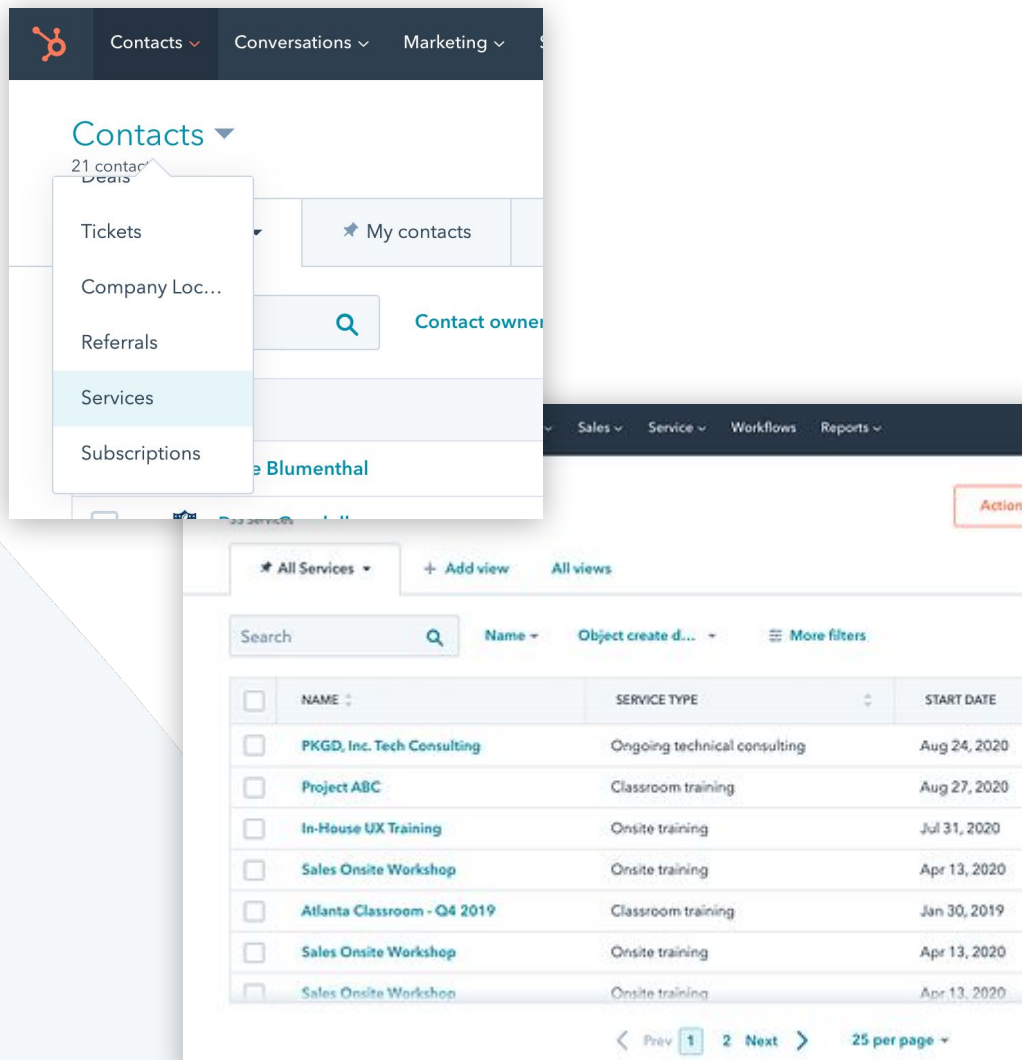 Contacts Conversations Marketing
Contacts
21 contac
Deals
Tickets
My contacts
Company Loc...
Contact owner
Referrals
Services
Subscriptions
e Blumenthal
Sales Service Workflows Reports
Services
Action
All Services + Add view All views
Search Name Object create d... More filters
NAME SERVICE TYPE START DATE
PKGD, Inc. Tech Consulting Ongoing technical consulting Aug 24, 2020
Project ABC Classroom training Aug 27, 2020
In-House UX Training Onsite training Jul 31, 2020
Sales Onsite Workshop Onsite training Apr 13, 2020
Atlanta Classroom - Q4 2019 Classroom training Jan 30, 2019
Sales Onsite Workshop Onsite training Apr 13, 2020
Sales Onsite Workshop Onsite training Apr 13, 2020
Prev 1 2 Next 25 per page